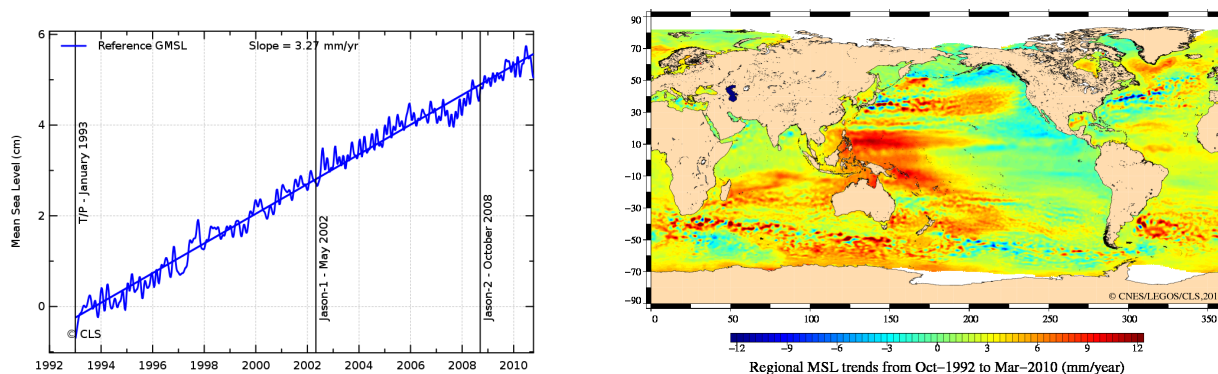 Reference GMSL
Slope = 3.27 mm/yr
Mean Sea Level (cm)
6
4
2
0
T/P - January 1993
Jason-1 - May 2002
Jason-2 - October 2008
© CLS
1992 1994 1996 1998 2000 2002 2004 2006 2008 2010
90
70
50
30
10
−10
−30
−50
−70
−90
© CNES/LEGOS/CLS,201
0 50 100 150 200 250 300 350
−12 −9 −6 −3 0 3 6 9 12
Regional MSL trends from Oct−1992 to Mar−2010 (mm/year)